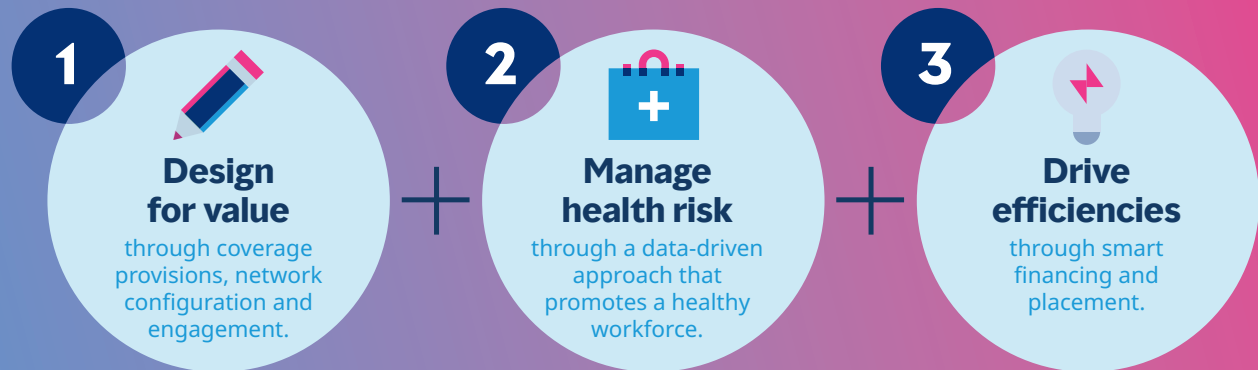 1
Design
for value
through coverage
provisions, network
configuration and
engagement.
2
Manage
health risk
through a data-driven
approach that
promotes a healthy
workforce.
3
Drive
efficiencies
through smart
financing and
placement.